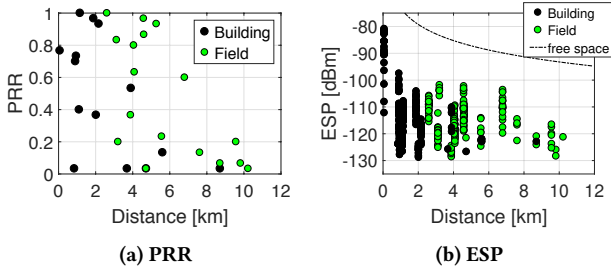 1
0.8
0.6
0.4
0.2
0
PRR
Building
Field
0 2 4 6 8 10 12
Distance [km]
(a) PRR
-80
-90
-100
-110
-120
-130
ESP [dBm]
Building
Field
free space
0 2 4 6 8 10 12
Distance [km]
(b) ESP